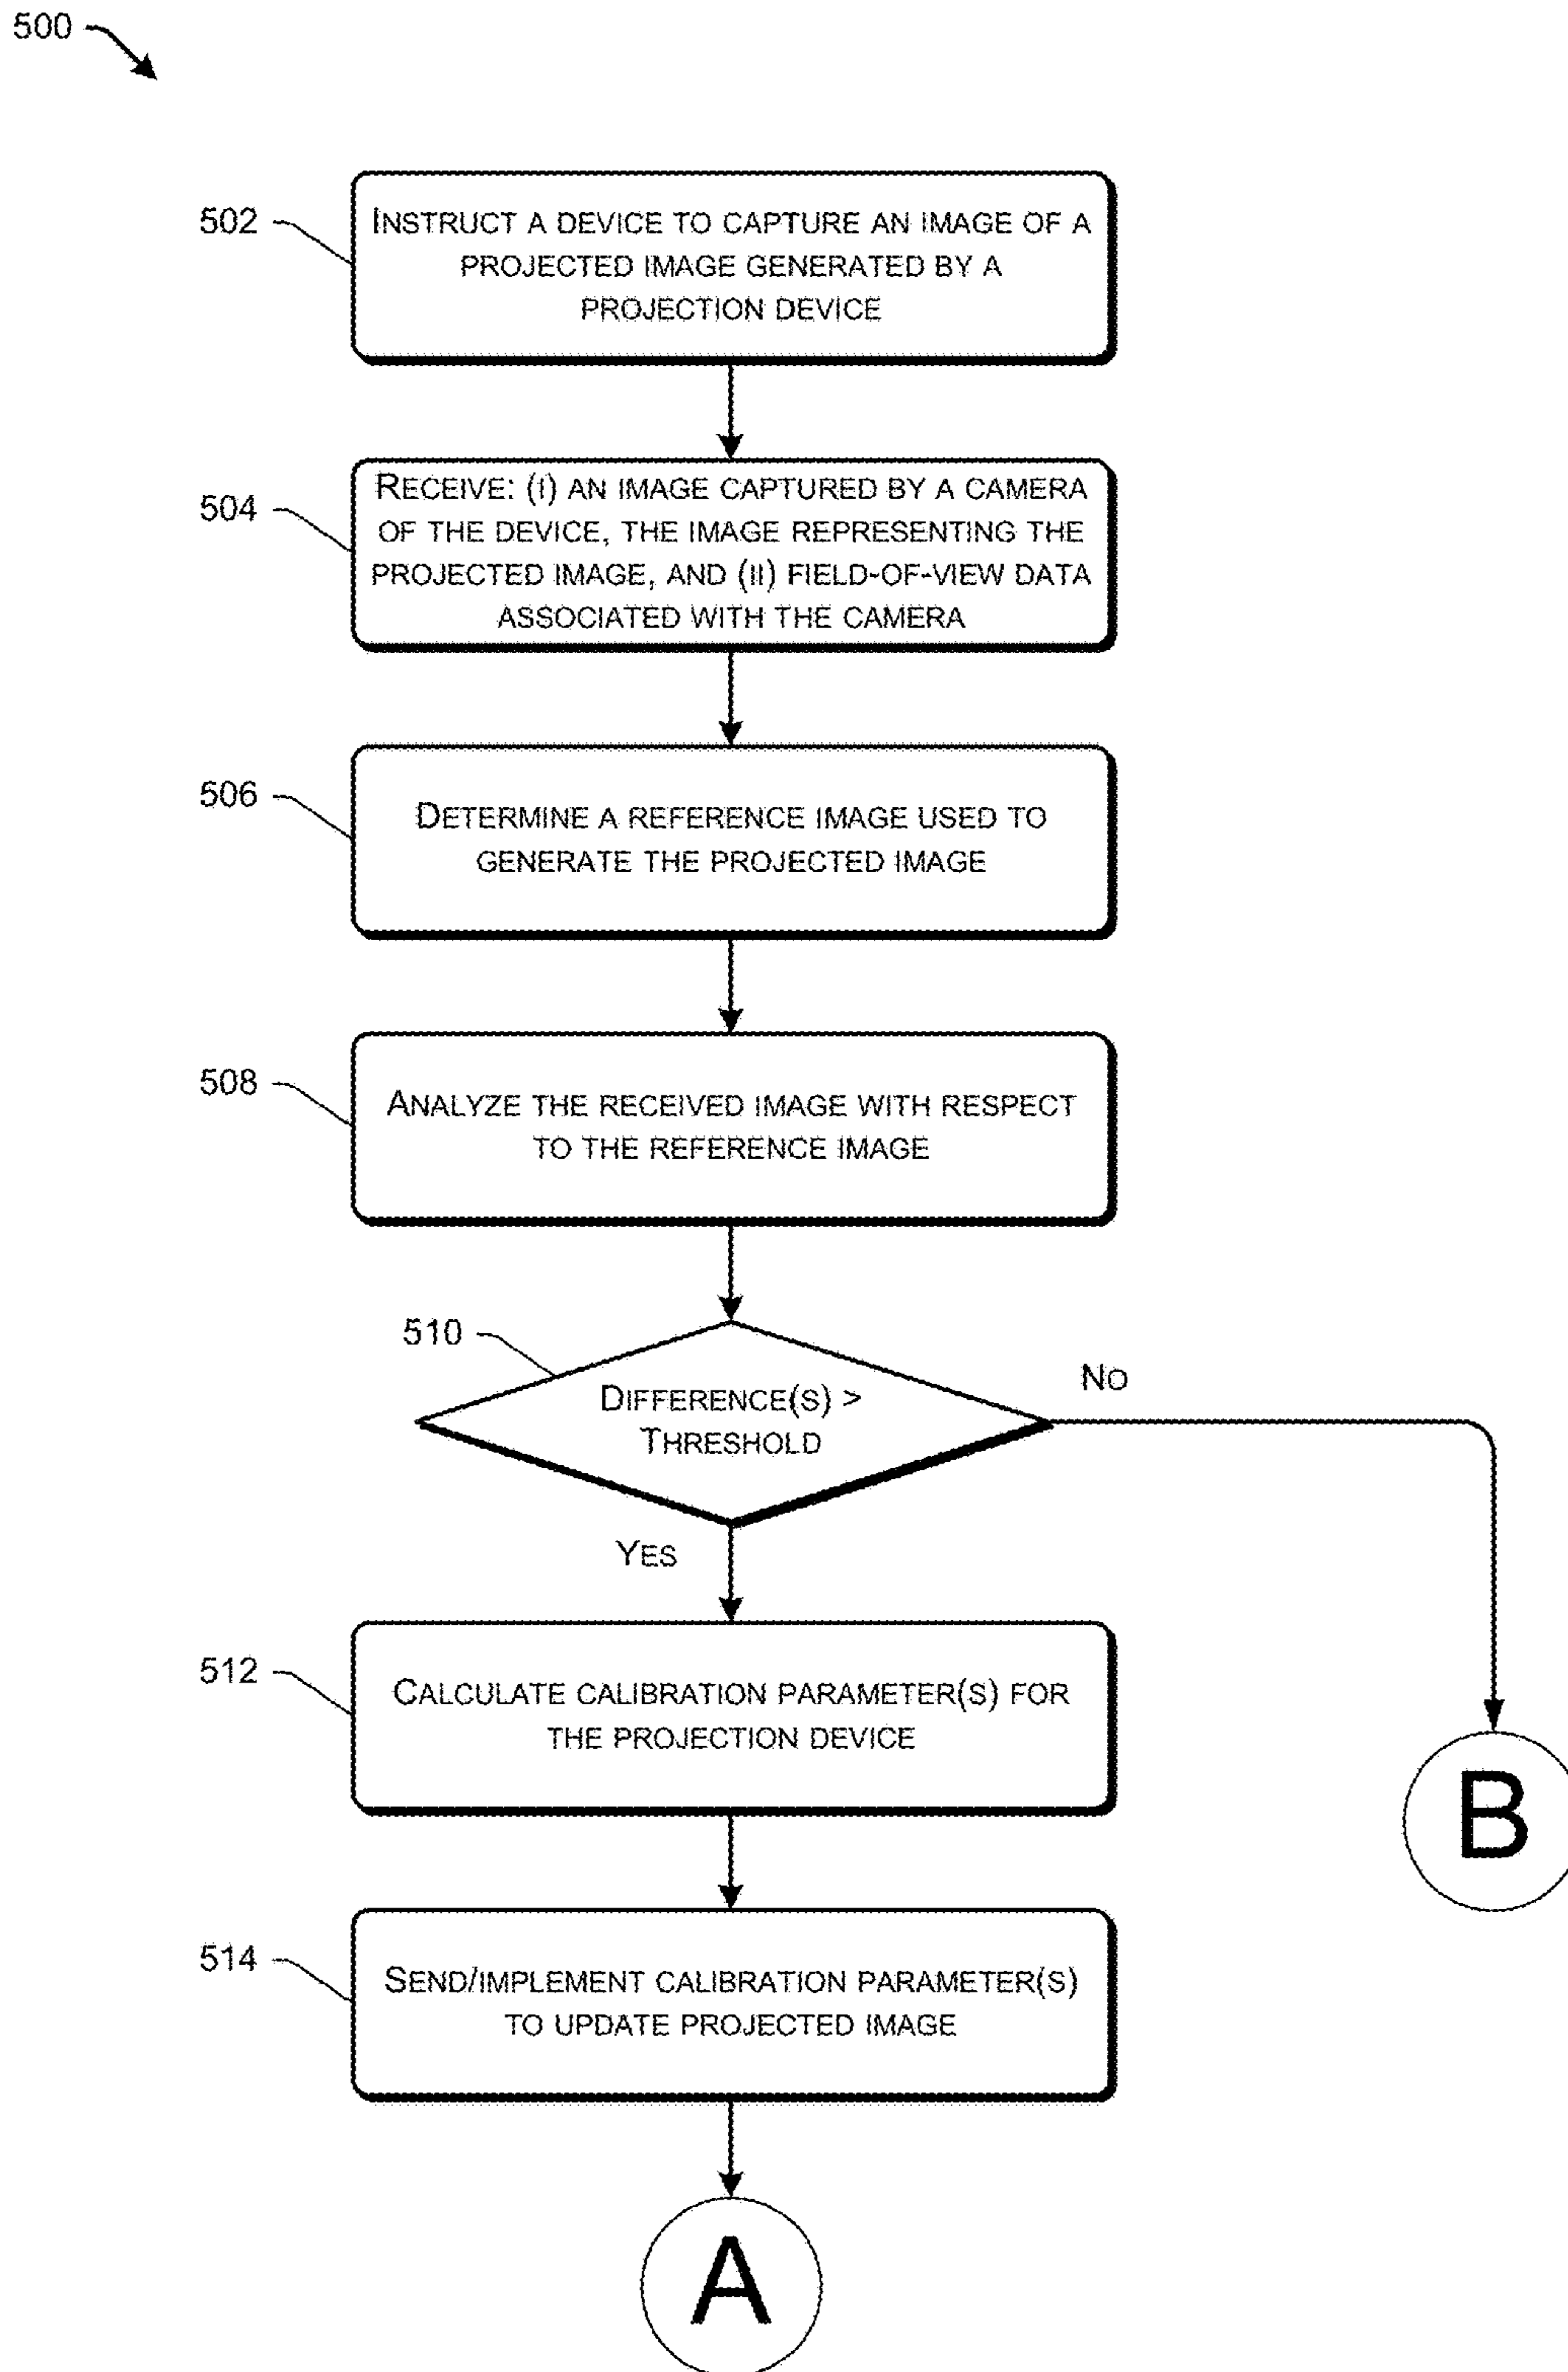 500
502
INSTRUCT A DEVICE TO CAPTURE AN IMAGE OF A
PROJECTED IMAGE GENERATED BY A
PROJECTION DEVICE
504
RECEIVE: (I) AN IMAGE CAPTURED BY A CAMERA
OF THE DEVICE, THE IMAGE REPRESENTING THE
PROJECTED IMAGE, AND (II) FIELD-OF-VIEW DATA
ASSOCIATED WITH THE CAMERA
506
DETERMINE A REFERENCE IMAGE USED TO
GENERATE THE PROJECTED IMAGE
508
ANALYZE THE RECEIVED IMAGE WITH RESPECT
TO THE REFERENCE IMAGE
510
DIFFERENCE(S) >
THRESHOLD
NO
YES
512
CALCULATE CALIBRATION PARAMETER(S) FOR
THE PROJECTION DEVICE
B
514
SEND/IMPLEMENT CALIBRATION PARAMETER(S)
TO UPDATE PROJECTED IMAGE
A